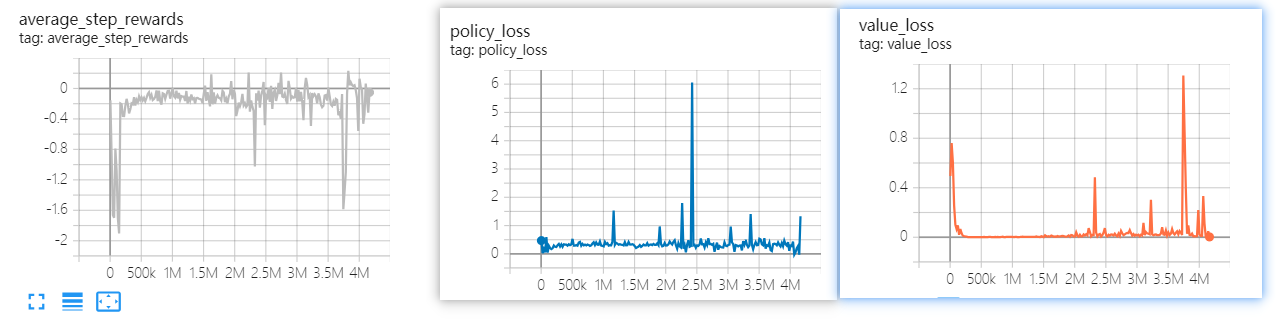 average_step_rewards
tag: average_step_rewards
0
-0.4
-0.8
-1.2
-1.6
-2
0 500k 1M 1.5M 2M 2.5M 3M 3.5M 4M
policy_loss
tag: policy_loss
6
5
4
3
2
1
0
0 500k 1M 1.5M 2M 2.5M 3M 3.5M 4M
value_loss
tag: value_loss
1.2
0.8
0.4
0
0 500k 1M 1.5M 2M 2.5M 3M 3.5M 4M